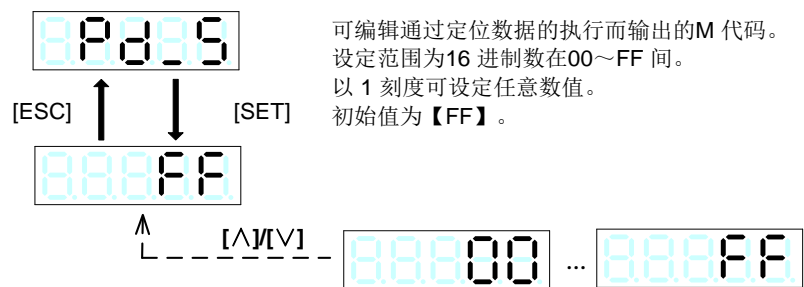 Pd_S
可编辑通过定位数据的执行而输出的M 代码。
设定范围为16 进制数在00～FF 间。
以 1 刻度可设定任意数值。
初始值为【FF】。
[ESC]
[SET]
FF
[∧]/[∨]
00 ... FF